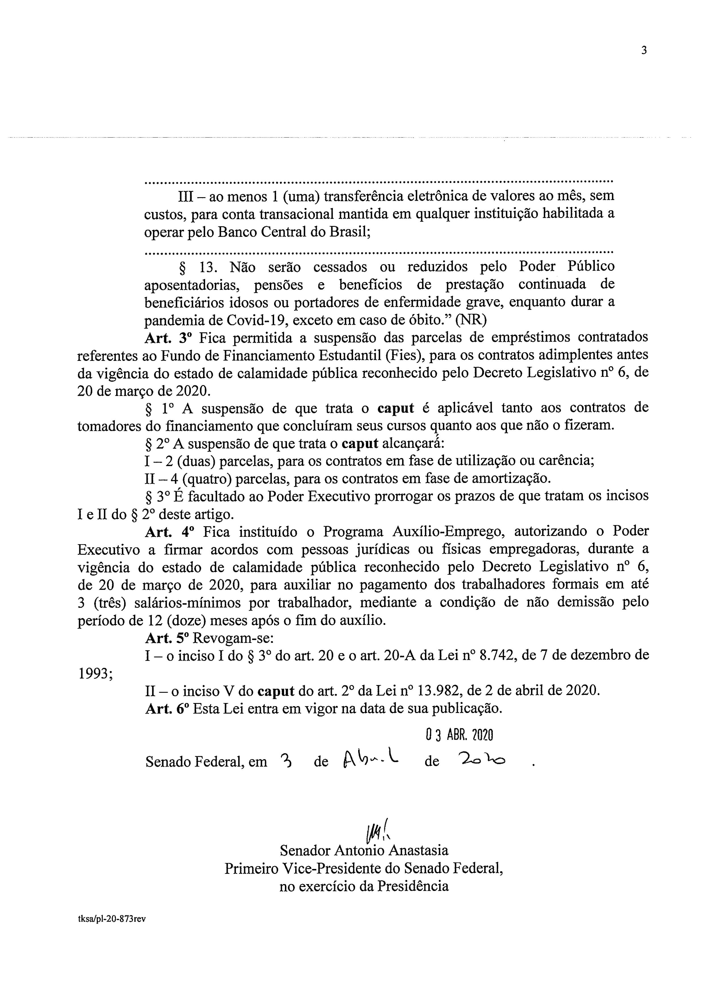 3
........................................................................................................................
III – ao menos 1 (uma) transferência eletrônica de valores ao mês, sem
custos, para conta transacional mantida em qualquer instituição habilitada a
operar pelo Banco Central do Brasil;
........................................................................................................................
§ 13. Não serão cessados ou reduzidos pelo Poder Público
aposentadorias, pensões e benefícios de prestação continuada de
beneficiários idosos ou portadores de enfermidade grave, enquanto durar a
pandemia de Covid-19, exceto em caso de óbito.” (NR)
Art. 3º Fica permitida a suspensão das parcelas de empréstimos contratados
referentes ao Fundo de Financiamento Estudantil (Fies), para os contratos adimplentes antes
da vigência do estado de calamidade pública reconhecido pelo Decreto Legislativo nº 6, de
20 de março de 2020.
§ 1º A suspensão de que trata o caput é aplicável tanto aos contratos de
tomadores do financiamento que concluíram seus cursos quanto aos que não o fizeram.
§ 2º A suspensão de que trata o caput alcançará:
I – 2 (duas) parcelas, para os contratos em fase de utilização ou carência;
II – 4 (quatro) parcelas, para os contratos em fase de amortização.
§ 3º É facultado ao Poder Executivo prorrogar os prazos de que tratam os incisos
I e II do § 2º deste artigo.
Art. 4º Fica instituído o Programa Auxílio-Emprego, autorizando o Poder
Executivo a firmar acordos com pessoas jurídicas ou físicas empregadoras, durante a
vigência do estado de calamidade pública reconhecido pelo Decreto Legislativo nº 6,
de 20 de março de 2020, para auxiliar no pagamento dos trabalhadores formais em até
3 (três) salários-mínimos por trabalhador, mediante a condição de não demissão pelo
período de 12 (doze) meses após o fim do auxílio.
Art. 5º Revogam-se:
I – o inciso I do § 3º do art. 20 e o art. 20-A da Lei nº 8.742, de 7 de dezembro de
1993;
II – o inciso V do caput do art. 2º da Lei nº 13.982, de 2 de abril de 2020.
Art. 6º Esta Lei entra em vigor na data de sua publicação.
03 ABR. 2020
Senado Federal, em 3 de Abril de 2020 .
Senador Antonio Anastasia
Primeiro Vice-Presidente do Senado Federal,
no exercício da Presidência
tksa/pl-20-873rev